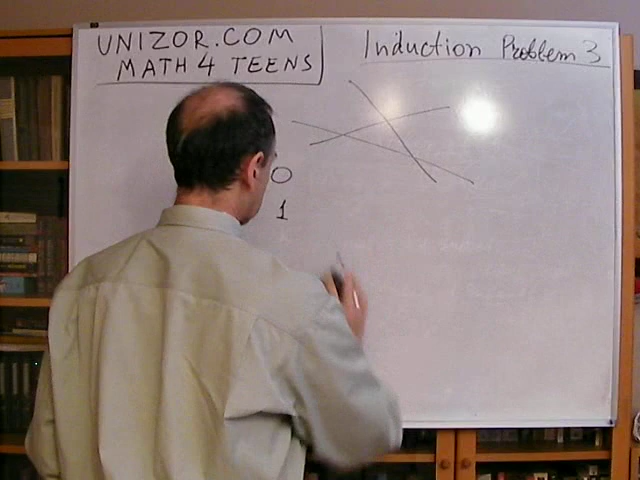 UNIZOR.COM
MATH 4 TEENS
Induction Problem 3
0
1